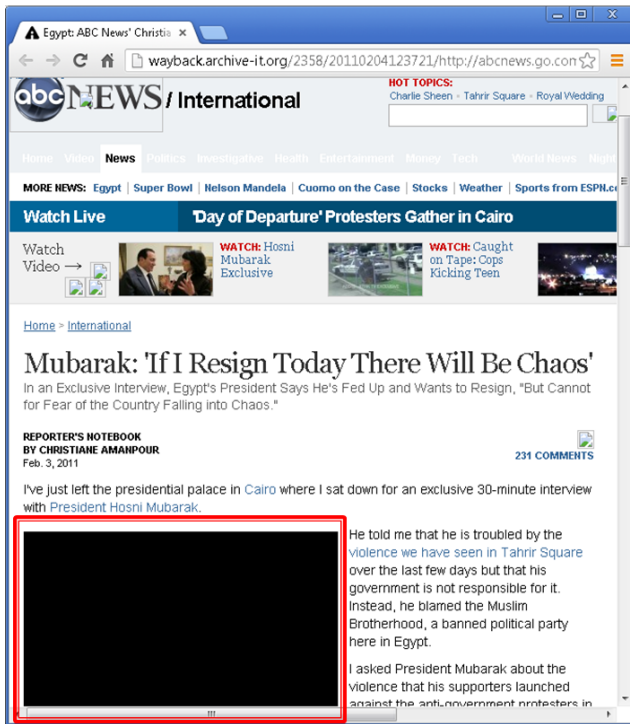 Egypt: ABC News' Christia
wayback.archive-it.org/2358/20110204123721/http://abcnews.go.com
abc NEWS / International
HOT TOPICS:
Charlie Sheen • Tahrir Square • Royal Wedding
Home Video News Politics Investigative Health Entertainment Money Tech World News Night
MORE NEWS: Egypt | Super Bowl | Nelson Mandela | Cuomo on the Case | Stocks | Weather | Sports from ESPN.co
Watch Live 'Day of Departure' Protesters Gather in Cairo
Watch
Video →
WATCH: Hosni
Mubarak
Exclusive
WATCH: Caught
on Tape: Cops
Kicking Teen
Home > International
Mubarak: 'If I Resign Today There Will Be Chaos'
In an Exclusive Interview, Egypt's President Says He's Fed Up and Wants to Resign, "But Cannot
for Fear of the Country Falling into Chaos."
REPORTER'S NOTEBOOK
BY CHRISTIANE AMANPOUR
Feb. 3, 2011
231 COMMENTS
I've just left the presidential palace in Cairo where I sat down for an exclusive 30-minute interview
with President Hosni Mubarak.
He told me that he is troubled by the
violence we have seen in Tahrir Square
over the last few days but that his
government is not responsible for it.
Instead, he blamed the Muslim
Brotherhood, a banned political party
here in Egypt.
I asked President Mubarak about the
violence that his supporters launched
against the anti-government protesters in